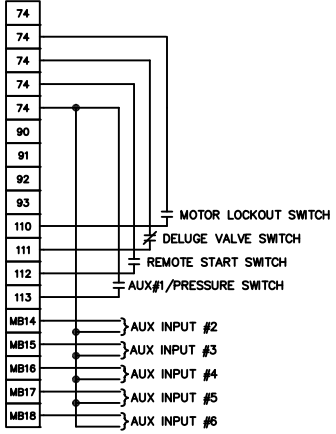 74
74
74
74
74
90
91
92
93
110
MOTOR LOCKOUT SWITCH
111
DELUGE VALVE SWITCH
112
REMOTE START SWITCH
113
AUX#1/PRESSURE SWITCH
MB14
AUX INPUT #2
MB15
AUX INPUT #3
MB16
AUX INPUT #4
MB17
AUX INPUT #5
MB18
AUX INPUT #6